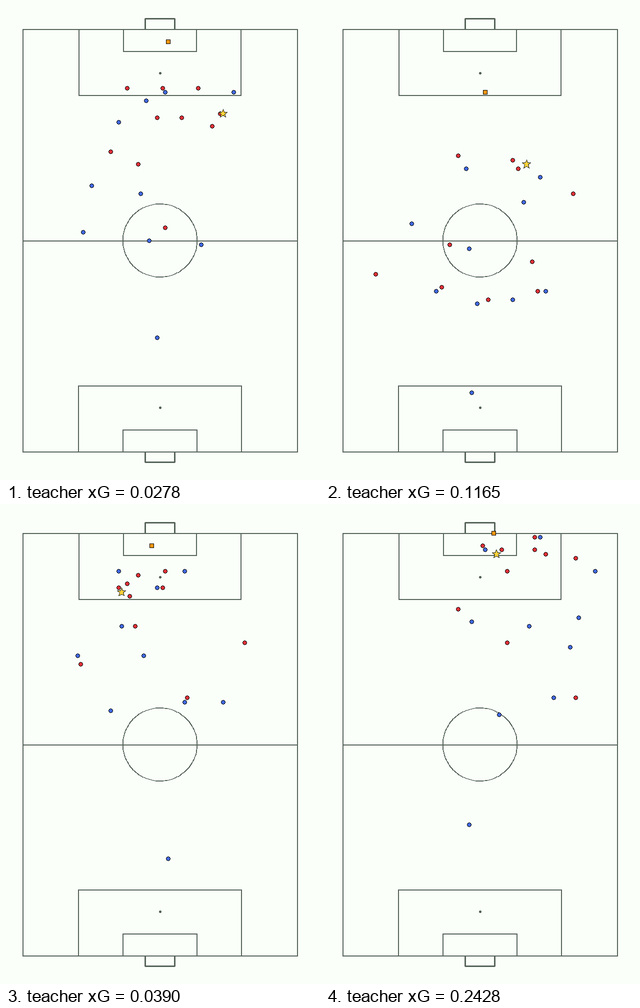 1. teacher xG = 0.0278
2. teacher xG = 0.1165
3. teacher xG = 0.0390
4. teacher xG = 0.2428